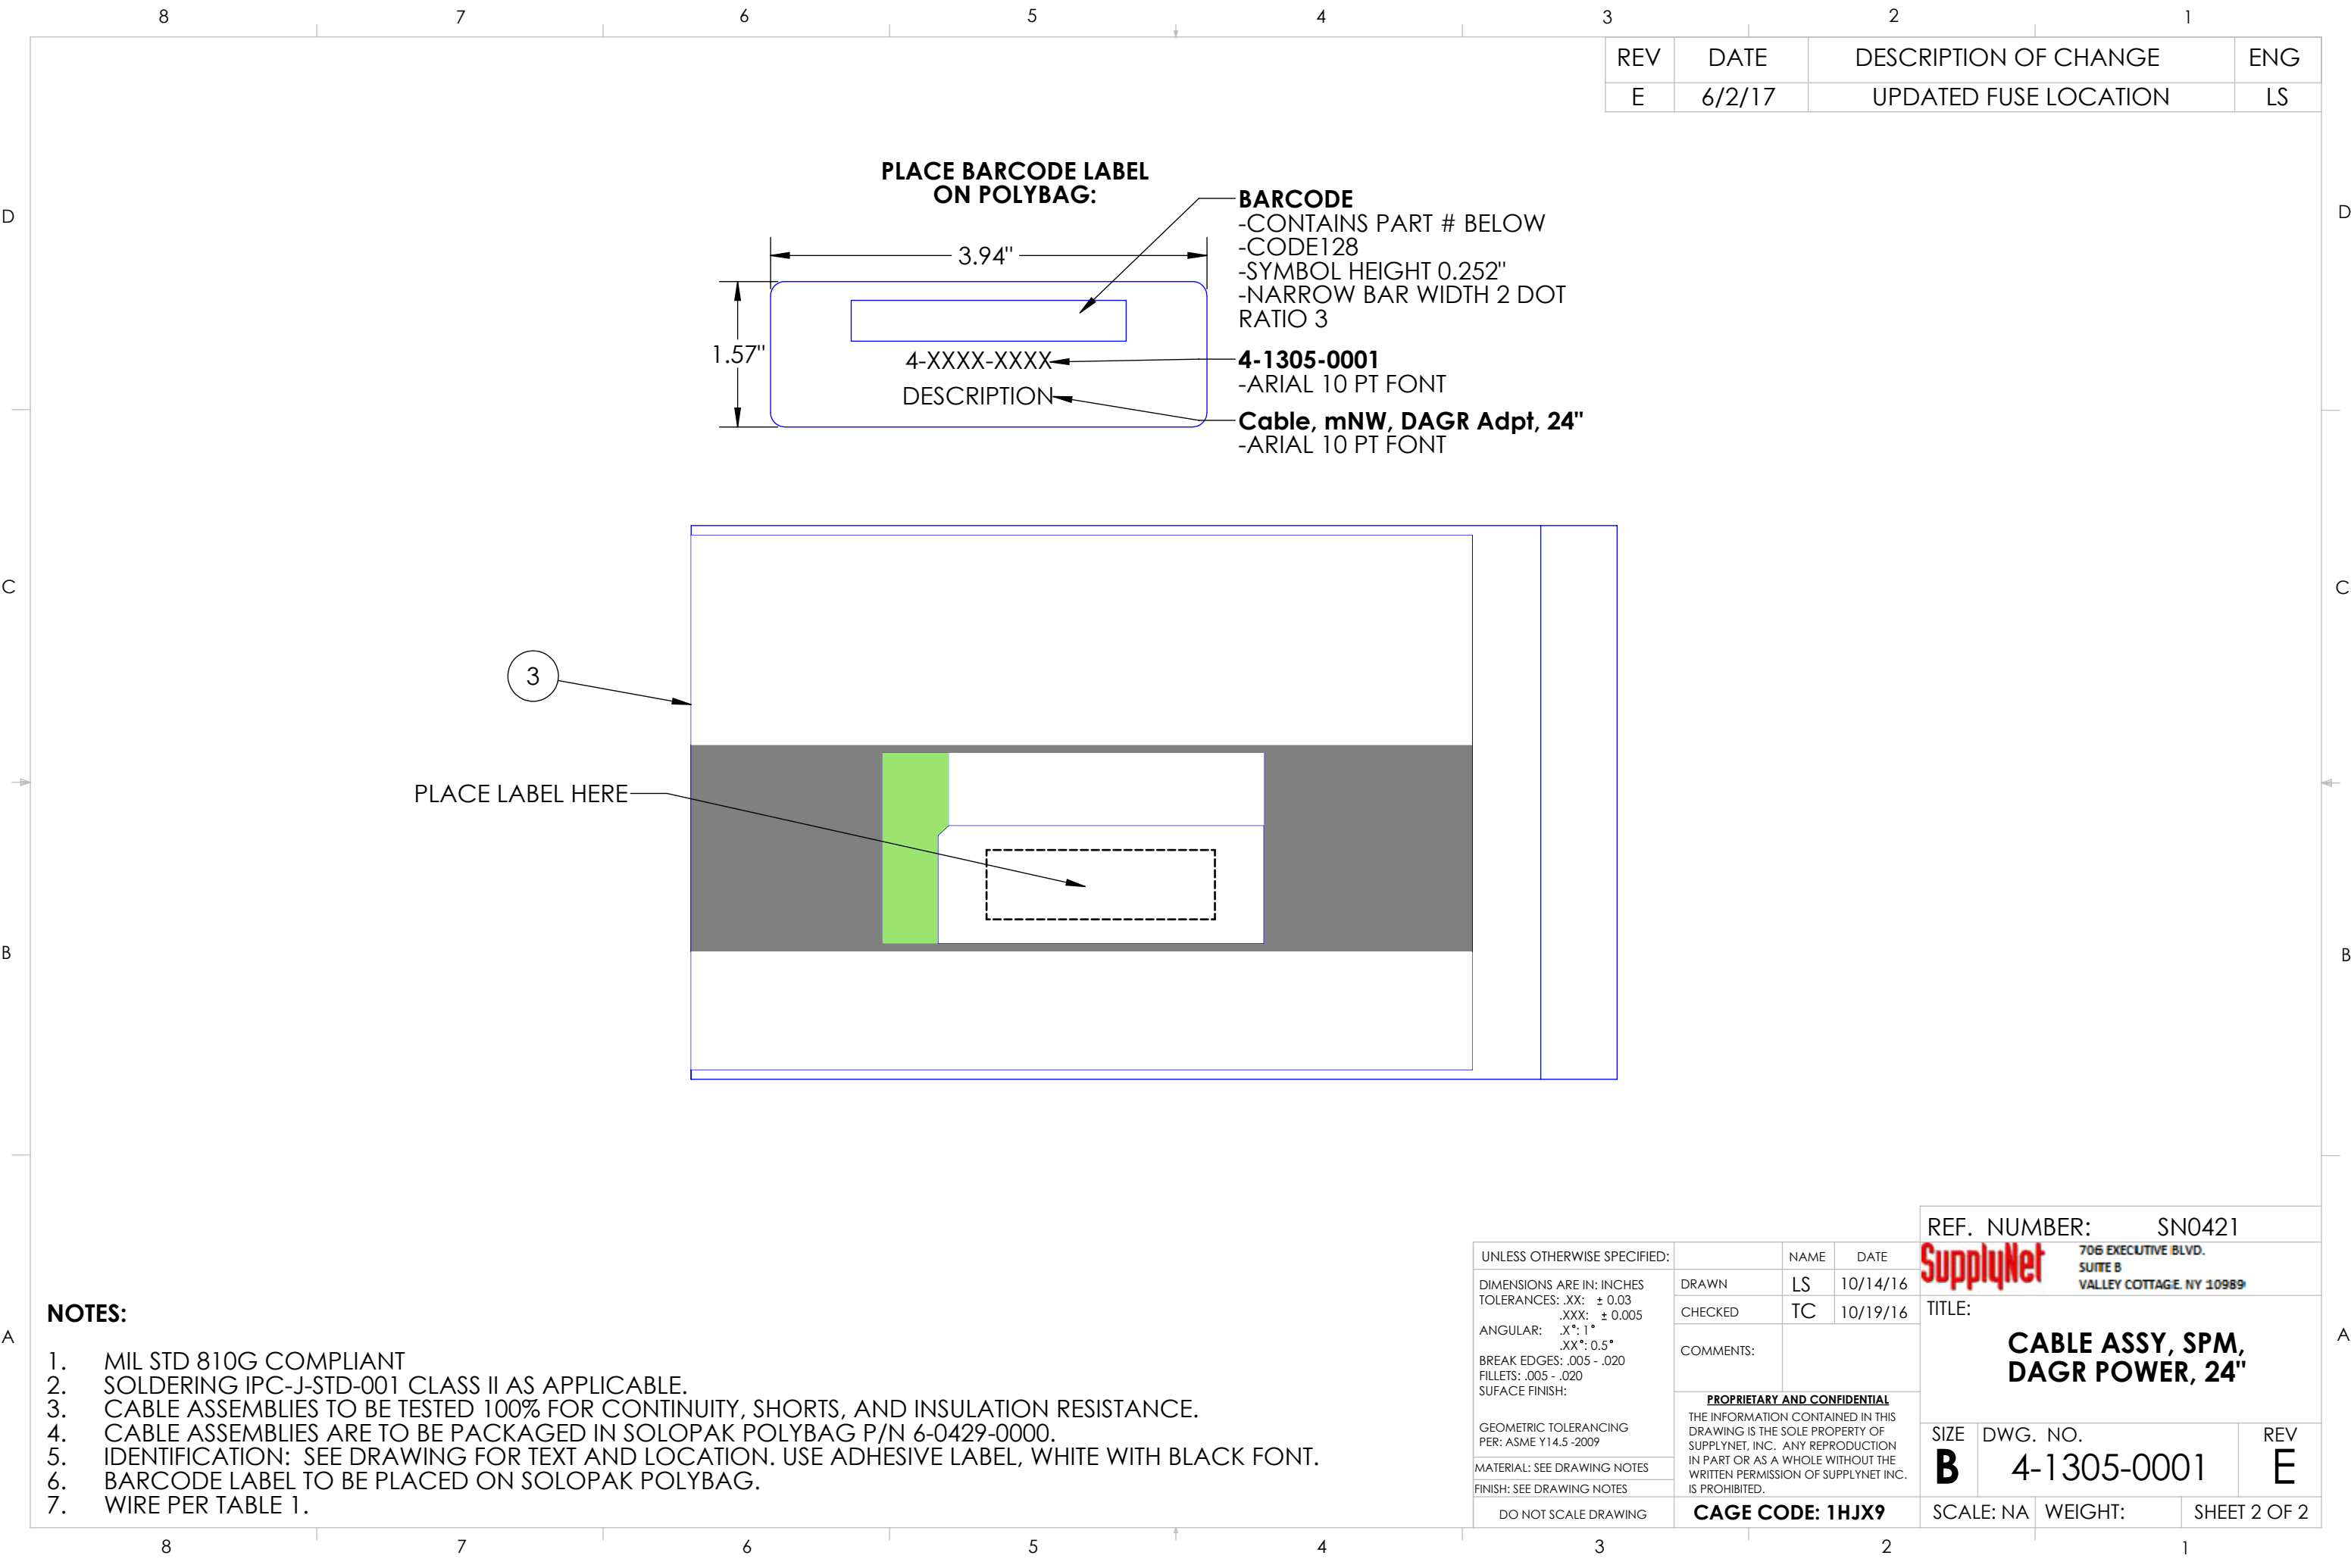 8 7 6 5 4 3 2 1
REV DATE DESCRIPTION OF CHANGE ENG
E 6/2/17 UPDATED FUSE LOCATION LS
PLACE BARCODE LABEL
ON POLYBAG:
BARCODE
-CONTAINS PART # BELOW
-CODE128
-SYMBOL HEIGHT 0.252"
-NARROW BAR WIDTH 2 DOT
RATIO 3
D D
3.94"
1.57"
4-XXXX-XXXX
DESCRIPTION
4-1305-0001
-ARIAL 10 PT FONT
Cable, mNW, DAGR Adpt, 24"
-ARIAL 10 PT FONT
C C
3
PLACE LABEL HERE
B B
NOTES:
A A
1. MIL STD 810G COMPLIANT
2. SOLDERING IPC-J-STD-001 CLASS II AS APPLICABLE.
3. CABLE ASSEMBLIES TO BE TESTED 100% FOR CONTINUITY, SHORTS, AND INSULATION RESISTANCE.
4. CABLE ASSEMBLIES ARE TO BE PACKAGED IN SOLOPAK POLYBAG P/N 6-0429-0000.
5. IDENTIFICATION: SEE DRAWING FOR TEXT AND LOCATION. USE ADHESIVE LABEL, WHITE WITH BLACK FONT.
6. BARCODE LABEL TO BE PLACED ON SOLOPAK POLYBAG.
7. WIRE PER TABLE 1.
UNLESS OTHERWISE SPECIFIED:
DIMENSIONS ARE IN: INCHES
TOLERANCES: .XX: ± 0.03
.XXX: ± 0.005
ANGULAR: .X°: 1°
.XX°: 0.5°
BREAK EDGES: .005 - .020
FILLETS: .005 - .020
SUFACE FINISH:
GEOMETRIC TOLERANCING
PER: ASME Y14.5 -2009
MATERIAL: SEE DRAWING NOTES
FINISH: SEE DRAWING NOTES
DO NOT SCALE DRAWING
NAME DATE
DRAWN LS 10/14/16
CHECKED TC 10/19/16
COMMENTS:
PROPRIETARY AND CONFIDENTIAL
THE INFORMATION CONTAINED IN THIS
DRAWING IS THE SOLE PROPERTY OF
SUPPLYNET, INC. ANY REPRODUCTION
IN PART OR AS A WHOLE WITHOUT THE
WRITTEN PERMISSION OF SUPPLYNET INC.
IS PROHIBITED.
CAGE CODE: 1HJX9
REF. NUMBER: SN0421
SupplyNet
706 EXECUTIVE BLVD.
SUITE B
VALLEY COTTAGE. NY 10989
TITLE:
CABLE ASSY, SPM,
DAGR POWER, 24"
SIZE DWG. NO. REV
B 4-1305-0001 E
SCALE: NA WEIGHT: SHEET 2 OF 2
8 7 6 5 4 3 2 1